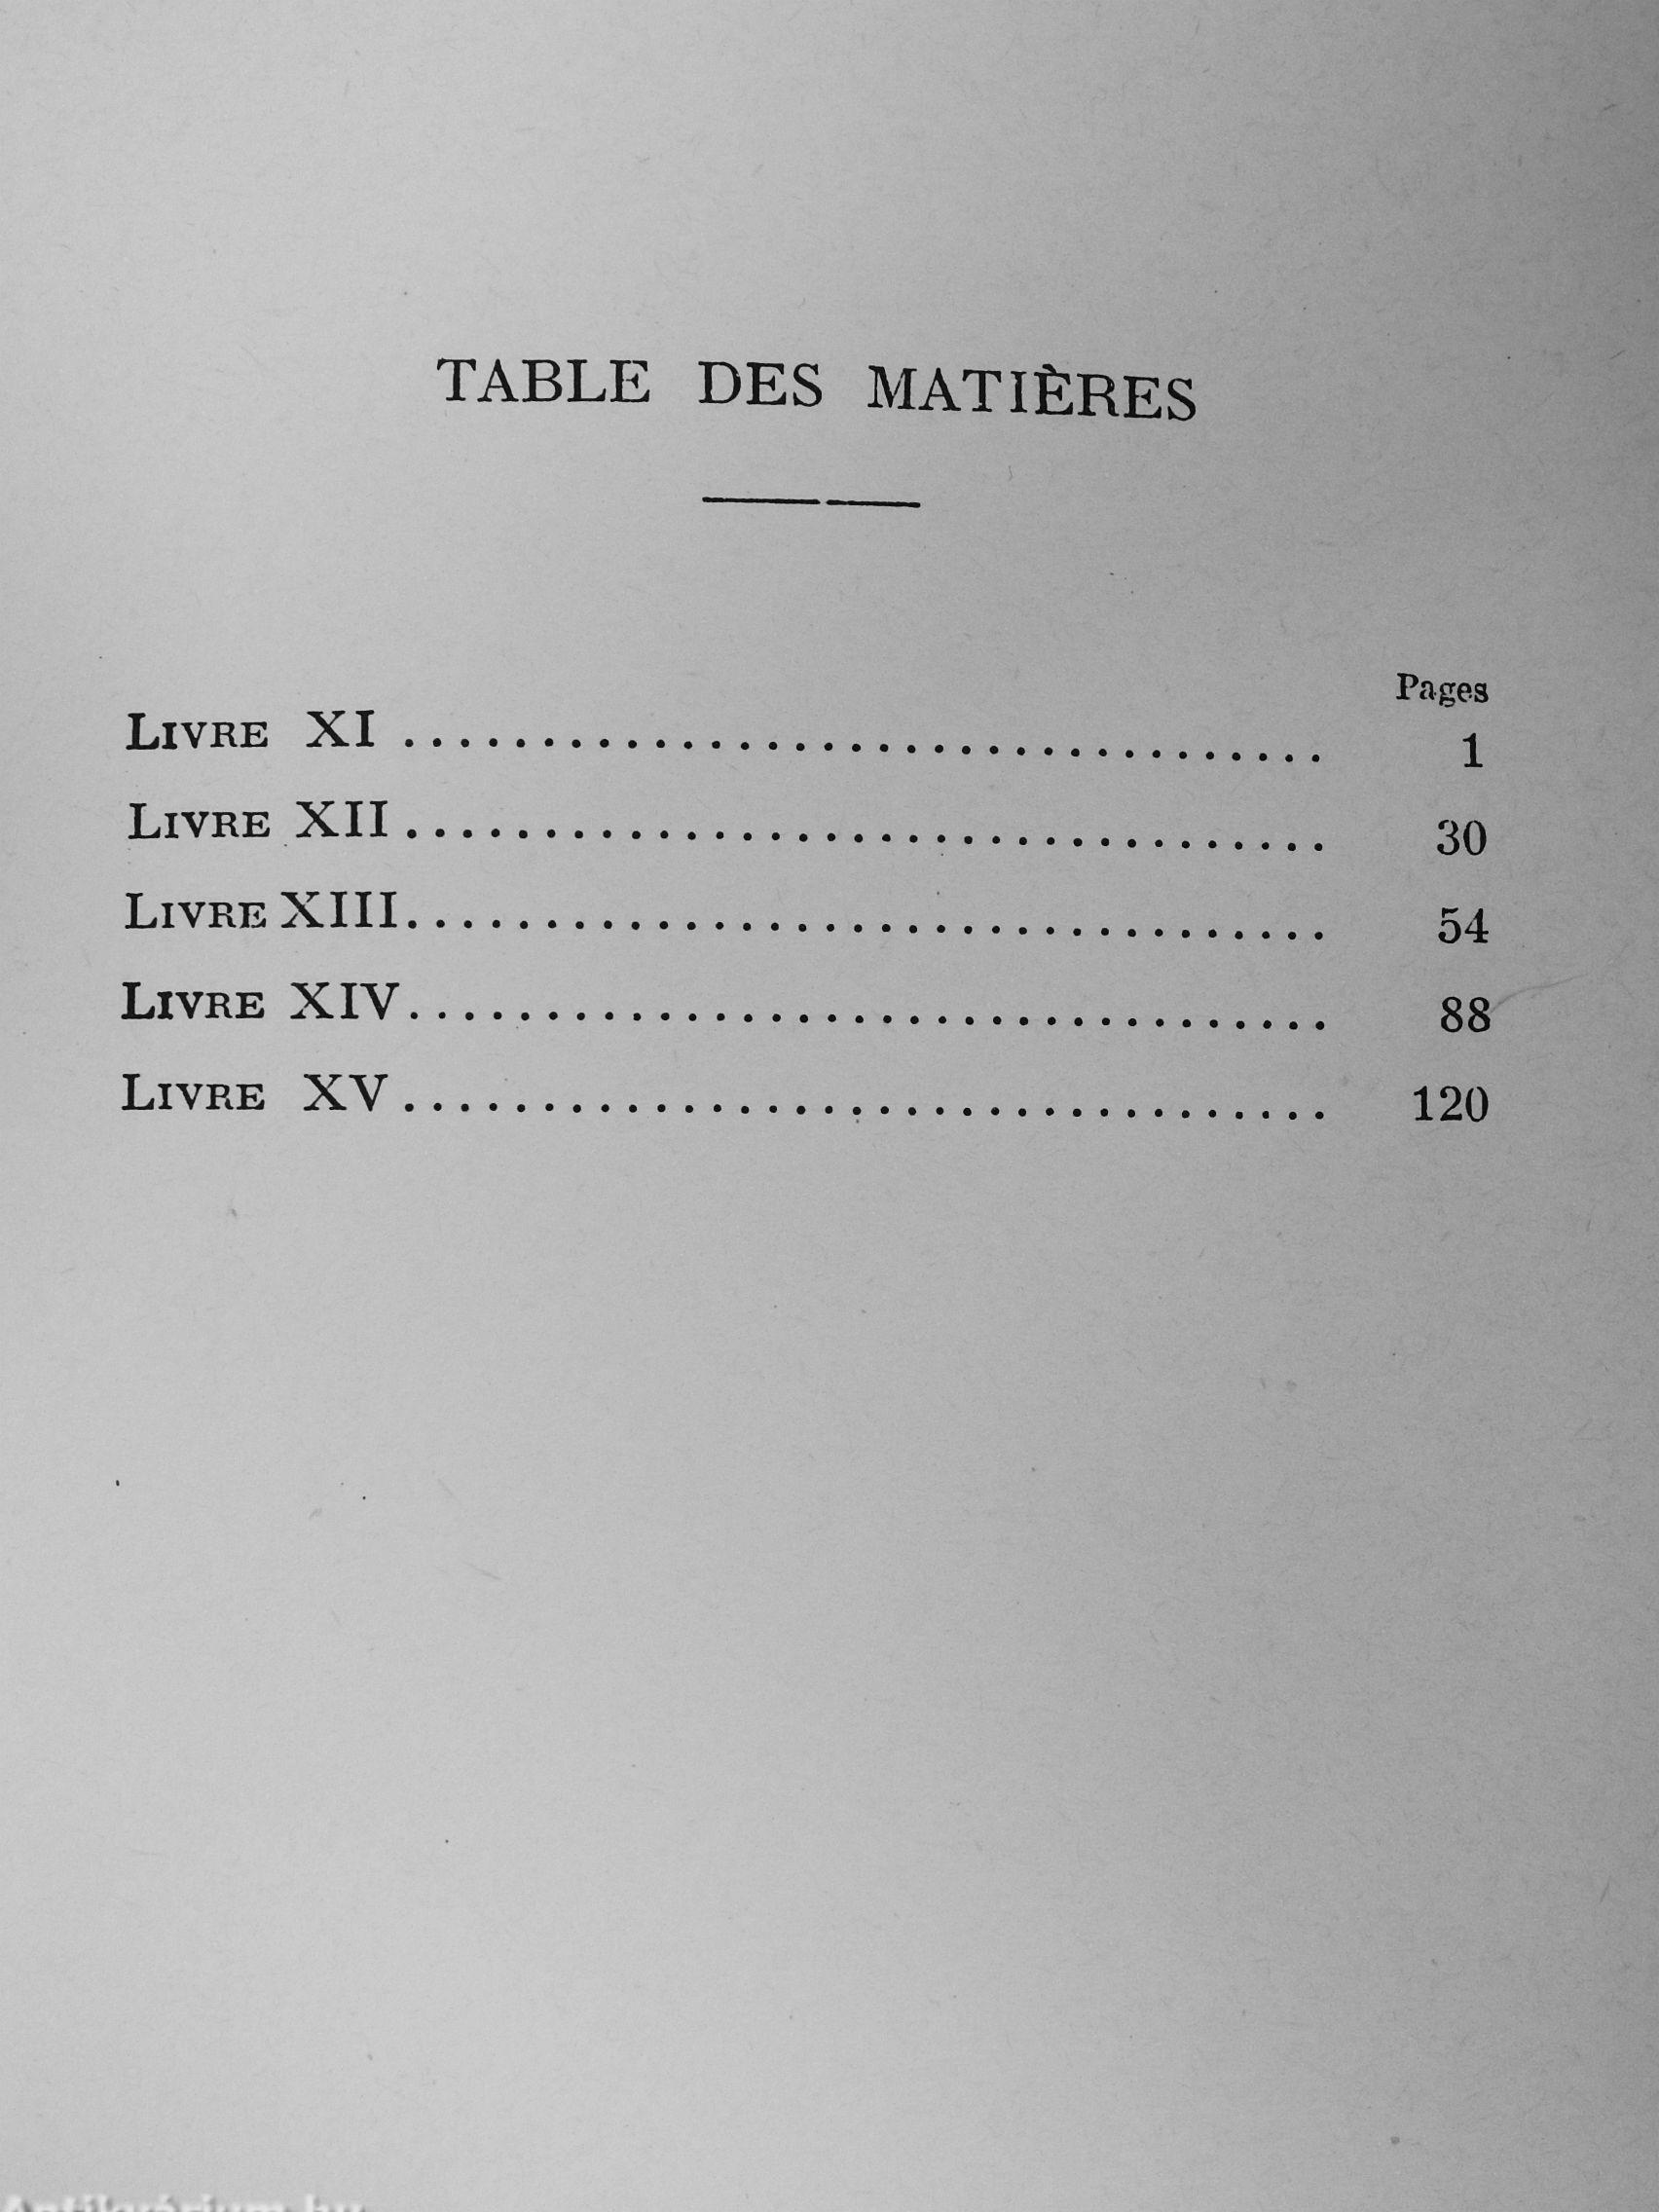 TABLE DES MATIÈRES
Pages
LIVRE XI .................................. 1
LIVRE XII .................................. 30
LIVRE XIII .................................. 54
LIVRE XIV .................................. 88
LIVRE XV .................................. 120